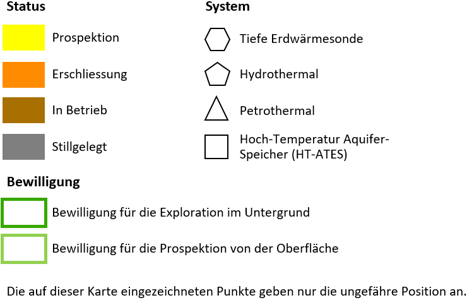 Status
System
Prospektion
Tiefe Erdwärmesonde
Erschliessung
Hydrothermal
In Betrieb
Petrothermal
Stillgelegt
Hoch-Temperatur Aquifer-
Speicher (HT-ATES)
Bewilligung
Bewilligung für die Exploration im Untergrund
Bewilligung für die Prospektion von der Oberfläche
Die auf dieser Karte eingezeichneten Punkte geben nur die ungefähre Position an.